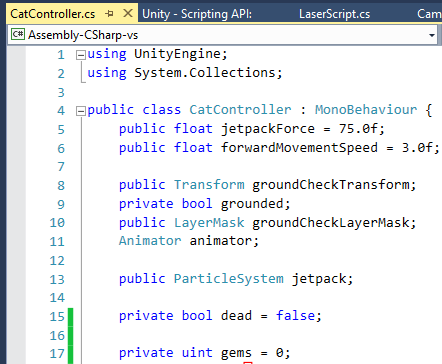 CatController.cs Unity - Scripting API: LaserScript.cs
C# Assembly-CSharp-vs
1 using UnityEngine;
2 using System.Collections;
3
4 public class CatController : MonoBehaviour {
5 public float jetpackForce = 75.0f;
6 public float forwardMovementSpeed = 3.0f;
7
8 public Transform groundCheckTransform;
9 private bool grounded;
10 public LayerMask groundCheckLayerMask;
11 Animator animator;
12
13 public ParticleSystem jetpack;
14
15 private bool dead = false;
16
17 private uint gems = 0;